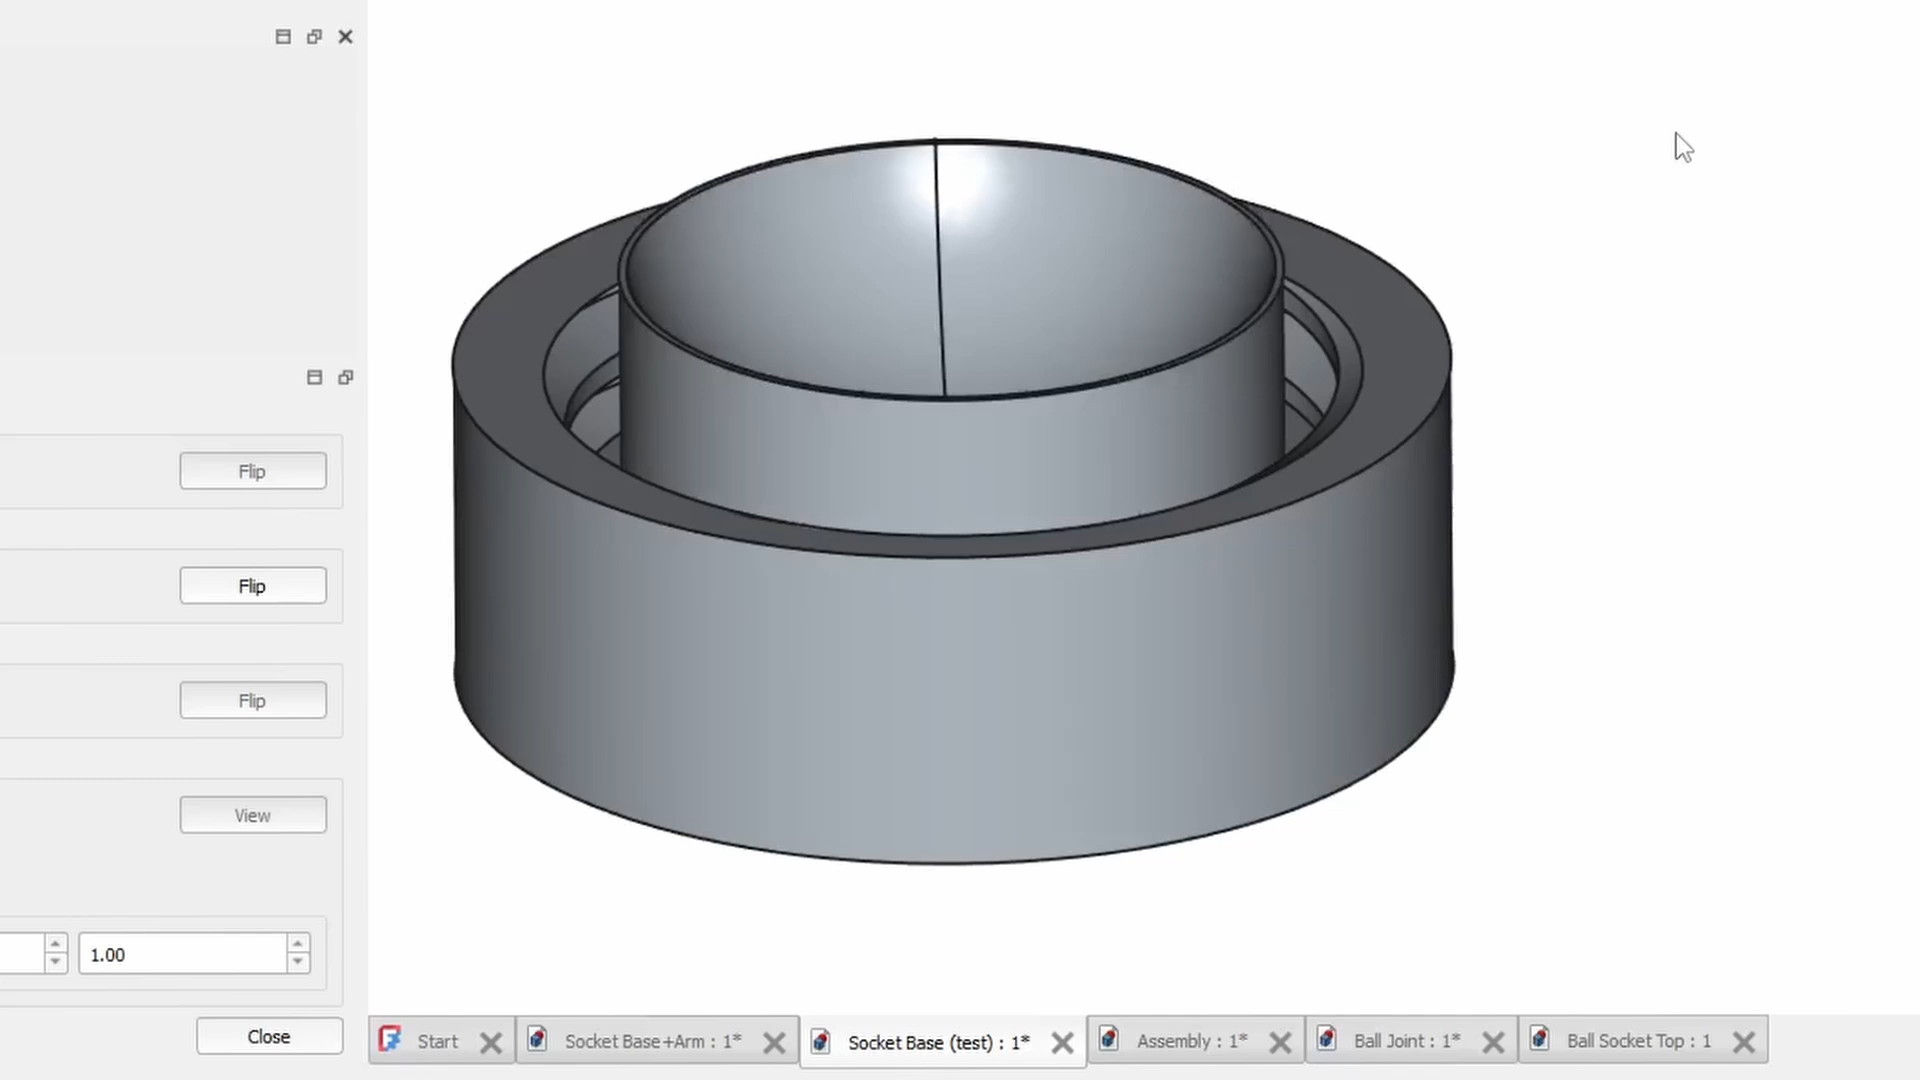 Flip
Flip
Flip
View
1.00
Close
Start
Socket Base+Arm : 1*
Socket Base (test) : 1*
Assembly : 1*
Ball Joint : 1*
Ball Socket Top : 1